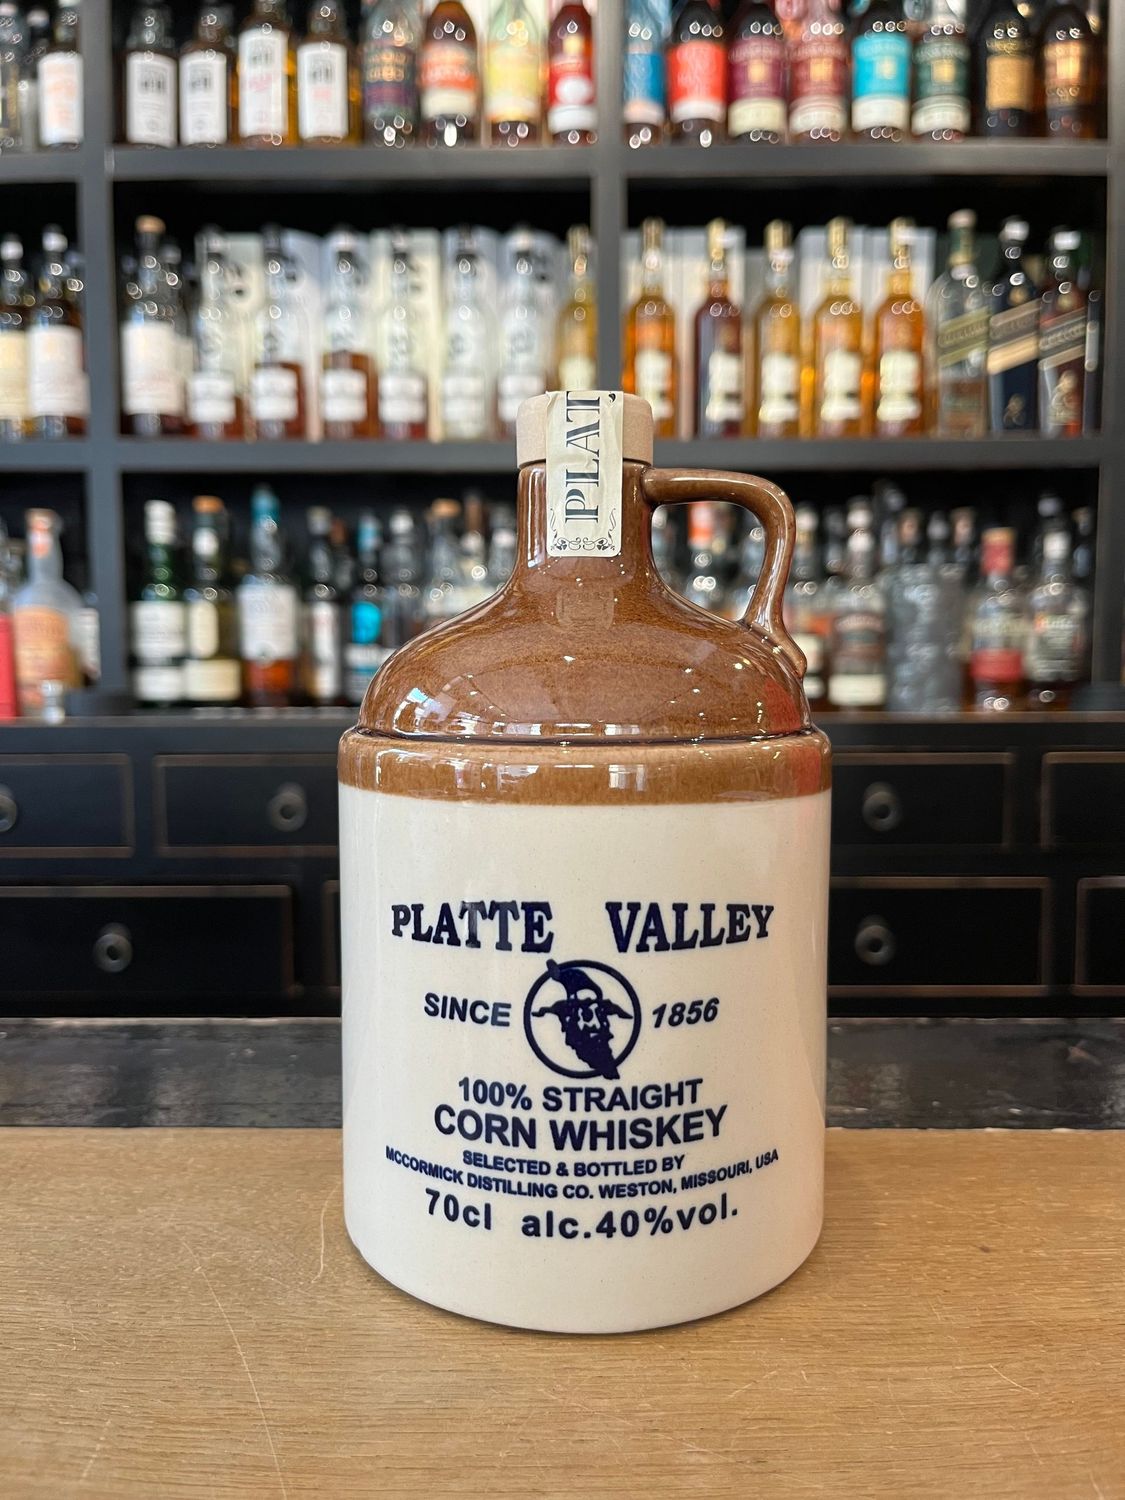 PLAT
PLATTE VALLEY
SINCE 1856
100% STRAIGHT
CORN WHISKEY
SELECTED & BOTTLED BY
MCCORMICK DISTILLING CO. WESTON, MISSOURI, USA
70cl alc.40%vol.